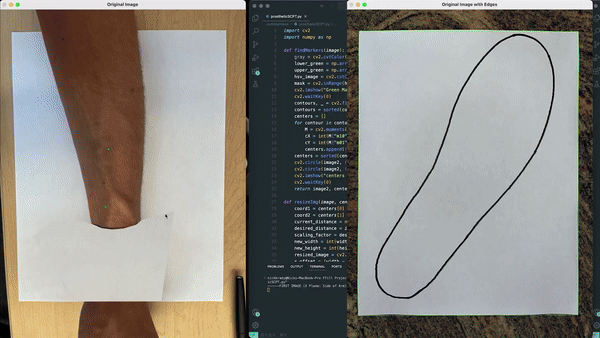 Original Image
prostheticSCPT.py
Original Image with Edges
import cv2
import numpy as np
def findMarkers(image):
gray = cv2.cvtColor
lower_green = np.arr
upper_green = np.arr
hsv_image = cv2.cvt
mask = cv2.inRange(h
cv2.imshow("Green Ma
cv2.waitKey(0)
contours, _ = cv2.f
contours = sorted(co
centers = []
for contour in conto
M = cv2.moments(
cX = int(M["m10"
cY = int(M["m01"
centers.append(
centers = sorted(cen
cv2.circle(image2,
cv2.circle(image2,
cv2.imshow("centers
cv2.waitKey(0)
return image2, cente
def resizeImg(image, cente
coord1 = centers[0]
coord2 = centers[1]
current_distance =
desired_distance =
scaling_factor = des
new_width = int(widt
new_height = int(hei
resized_image = cv2.
PROBLEMS
OUTPUT
TERMINAL
PORTS